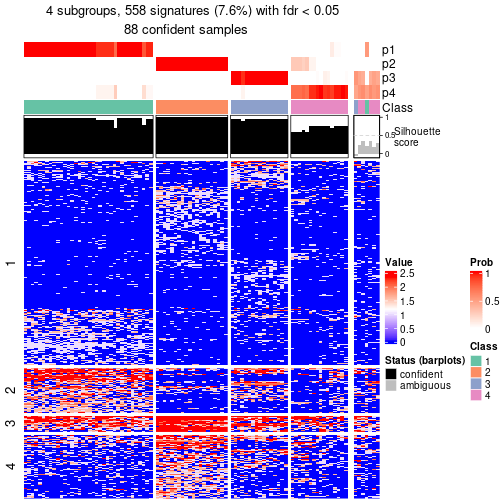 4 subgroups, 558 signatures (7.6%) with fdr < 0.05
88 confident samples
p1
p2
p3
p4
Class
1
0.5
0
Silhouette
score
1
2
3
4
Value
2.5
2
1.5
1
0.5
0
Prob
1
0.5
0
Status (barplots)
confident
ambiguous
Class
1
2
3
4